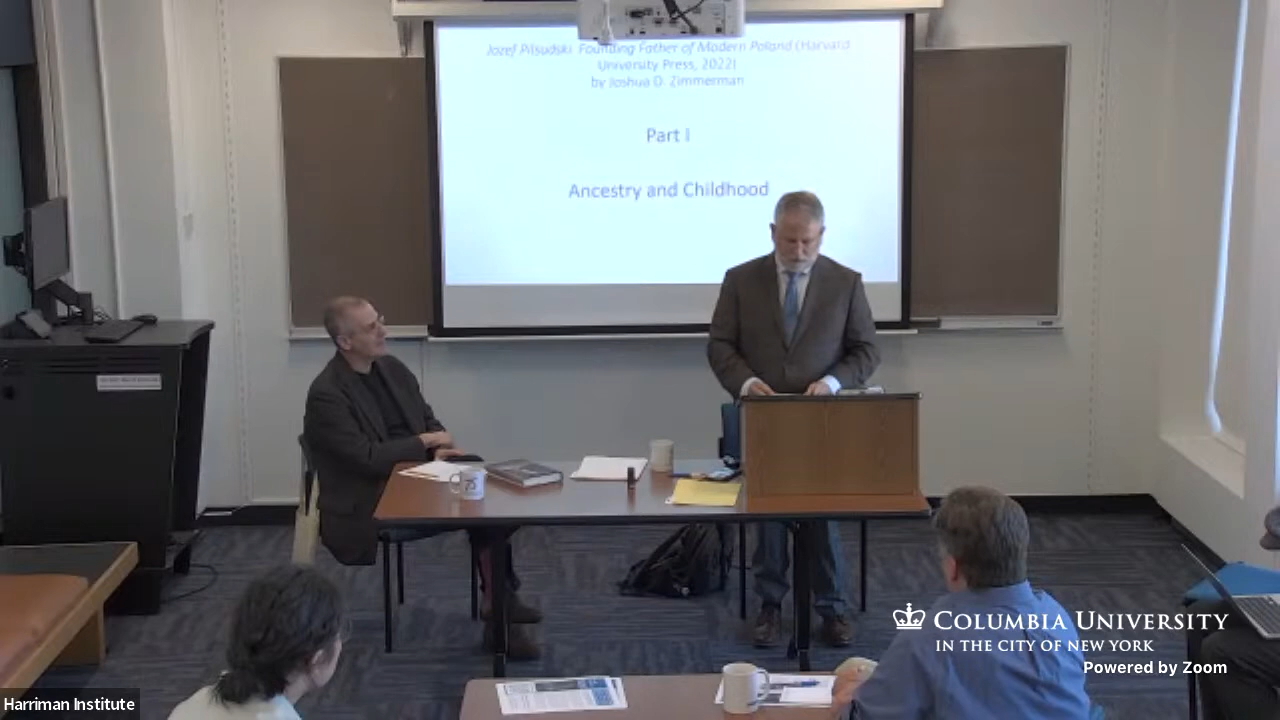 Jozef Pilsudski Founding Father of Modern Poland (Harvard
University Press, 2022)
by Joshua D. Zimmerman
Part I
Ancestry and Childhood
75
COLUMBIA UNIVERSITY
IN THE CITY OF NEW YORK
Powered by Zoom
Harriman Institute